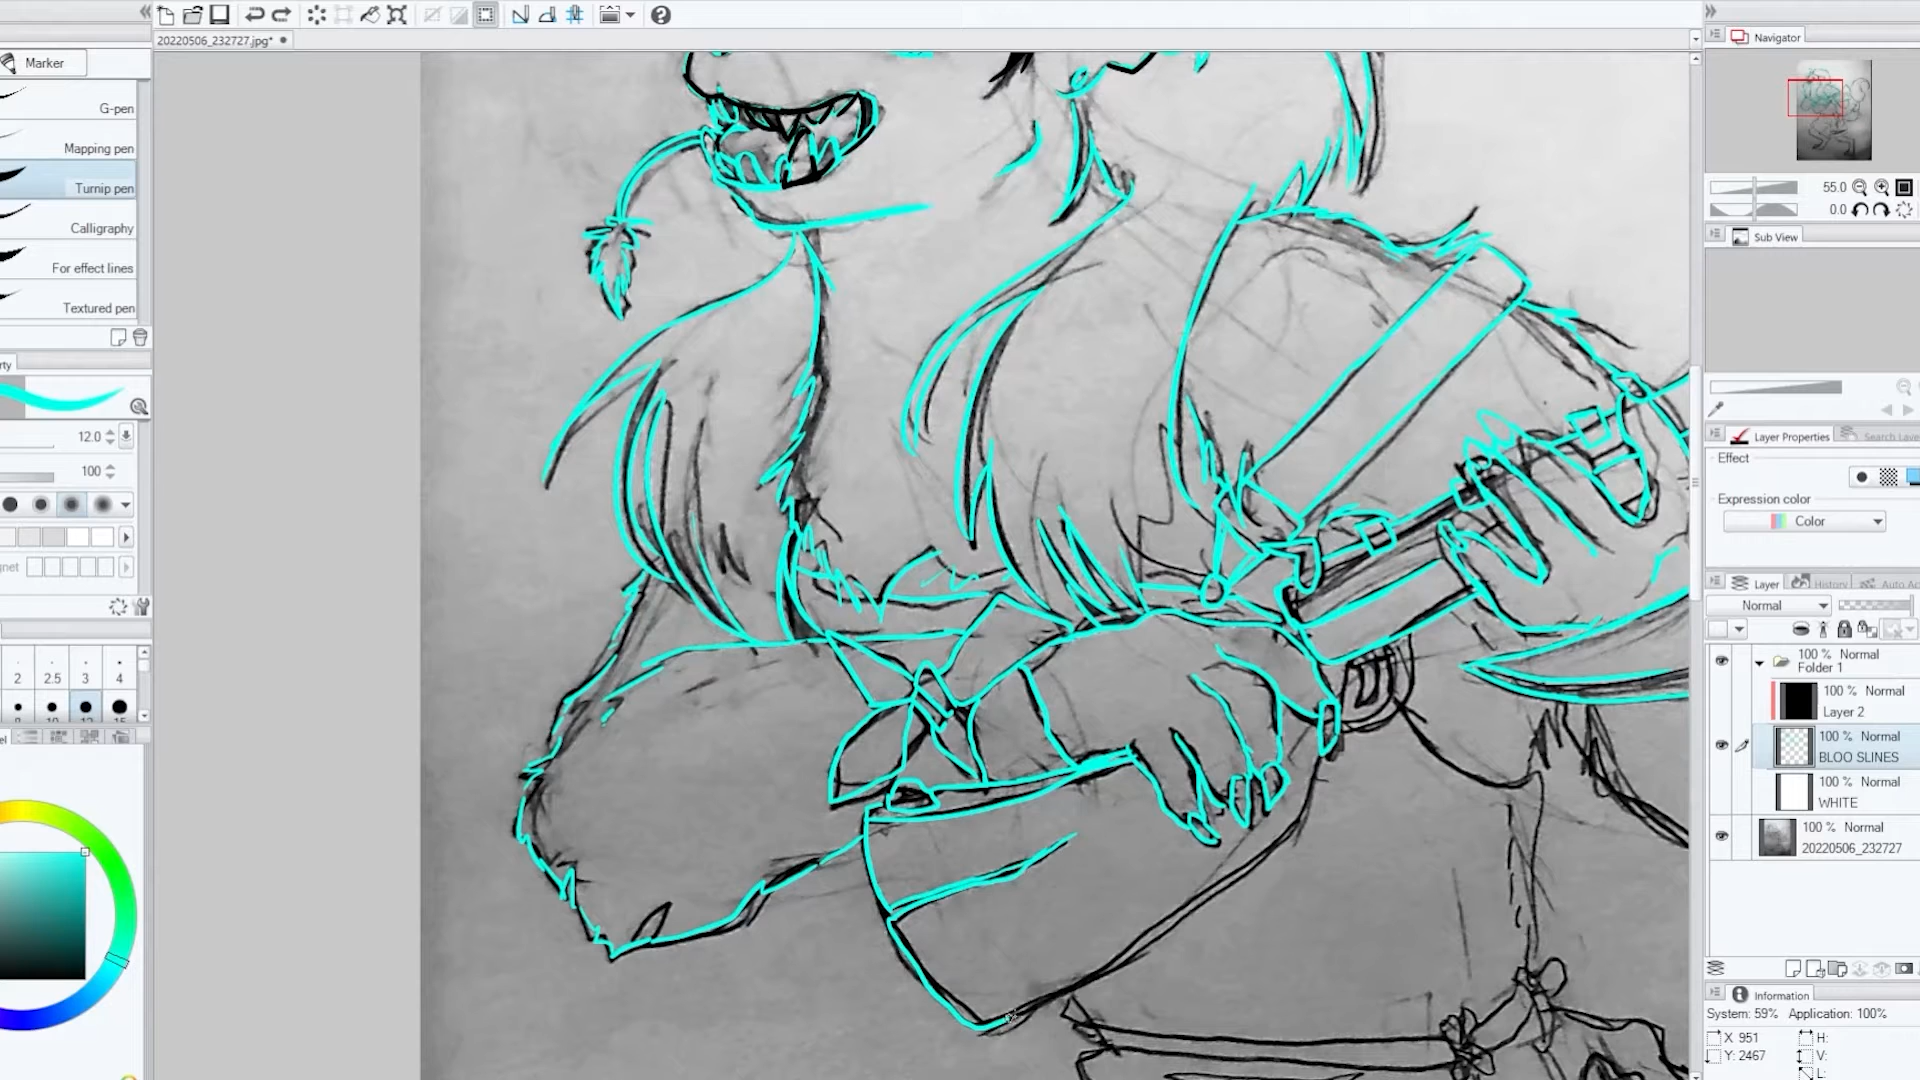 20220506_232727.jpg*
Marker
G-pen
Mapping pen
Turnip pen
Calligraphy
For effect lines
Textured pen
12.0
100
2 2.5 3 4
Navigator
55.0
0.0
Sub View
Layer Properties
Search Laye
Effect
Expression color
Color
Layer
History
Auto Ac
Normal
100 % Normal
Folder 1
100 % Normal
Layer 2
100 % Normal
BLOO SLINES
100 % Normal
WHITE
100 % Normal
20220506_232727
Information
System: 59% Application: 100%
X 951 H:
Y: 2467 V:
L: